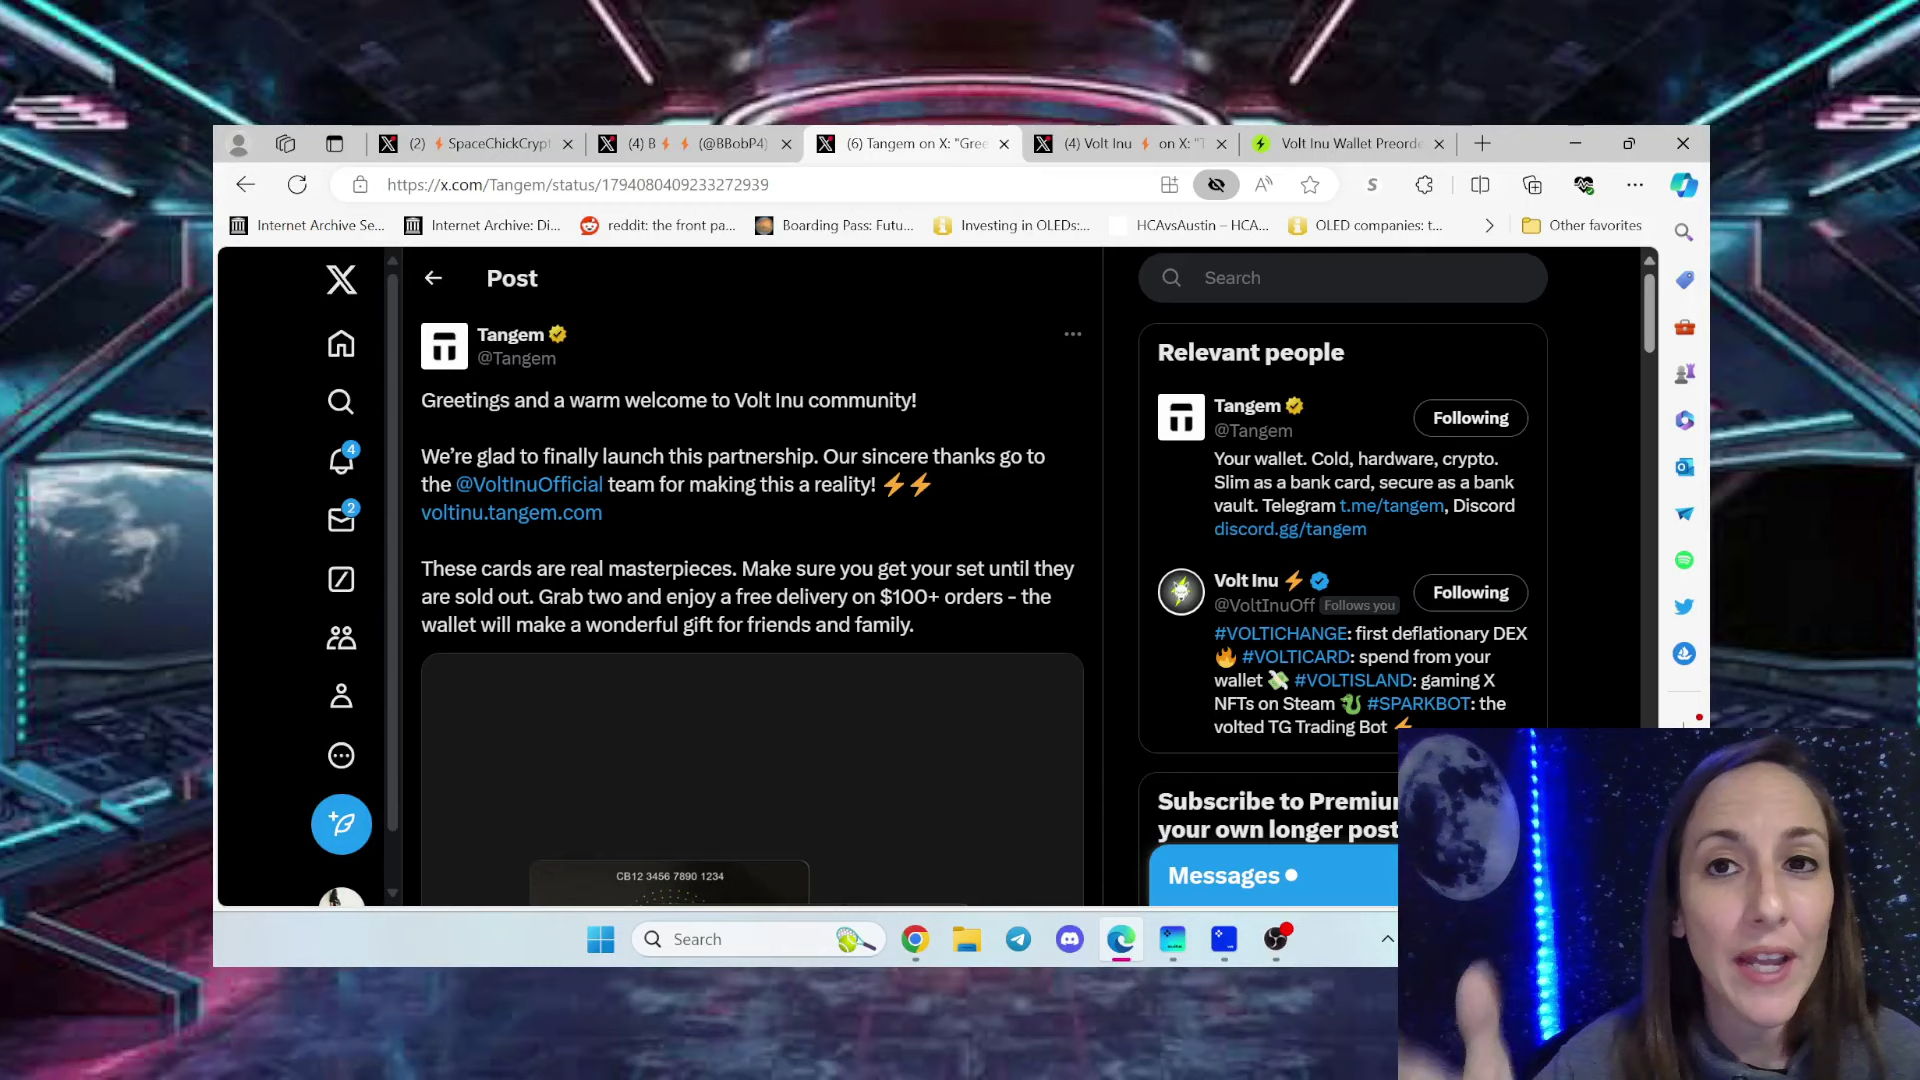 (2) ⚡ SpaceChickCrypt
(4) B ⚡ ⚡ (@BBobP4)
(6) Tangem on X: "Gree
(4) Volt Inu ⚡ on X: "T
Volt Inu Wallet Preorde
https://x.com/Tangem/status/1794080409233272939
Internet Archive Se...
Internet Archive: Di...
reddit: the front pa...
Boarding Pass: Futu...
Investing in OLEDs:...
HCAvsAustin – HCA...
OLED companies: t...
Other favorites
Post
Tangem
@Tangem
Greetings and a warm welcome to Volt Inu community!
We're glad to finally launch this partnership. Our sincere thanks go to
the @VoltInuOfficial team for making this a reality! ⚡⚡
voltinu.tangem.com
These cards are real masterpieces. Make sure you get your set until they
are sold out. Grab two and enjoy a free delivery on $100+ orders - the
wallet will make a wonderful gift for friends and family.
CB12 3456 7890 1234
4
2
Search
Relevant people
Tangem
@Tangem
Following
Your wallet. Cold, hardware, crypto.
Slim as a bank card, secure as a bank
vault. Telegram t.me/tangem, Discord
discord.gg/tangem
Volt Inu ⚡
@VoltInuOff Follows you
Following
#VOLTICHANGE: first deflationary DEX
🔥 #VOLTICARD: spend from your
wallet 💸 #VOLTISLAND: gaming X
NFTs on Steam 🐉 #SPARKBOT: the
volted TG Trading Bot ⚡
Subscribe to Premiu
your own longer post
Messages
Search